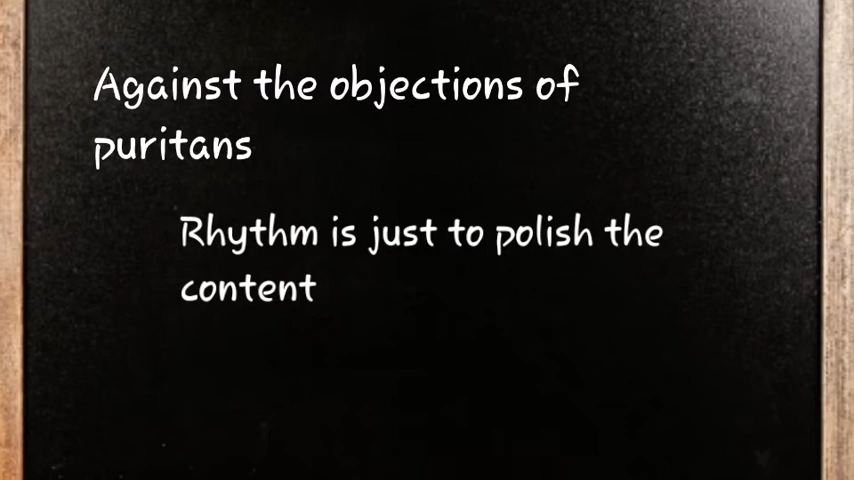 Against the objections of
puritans
Rhythm is just to polish the
content